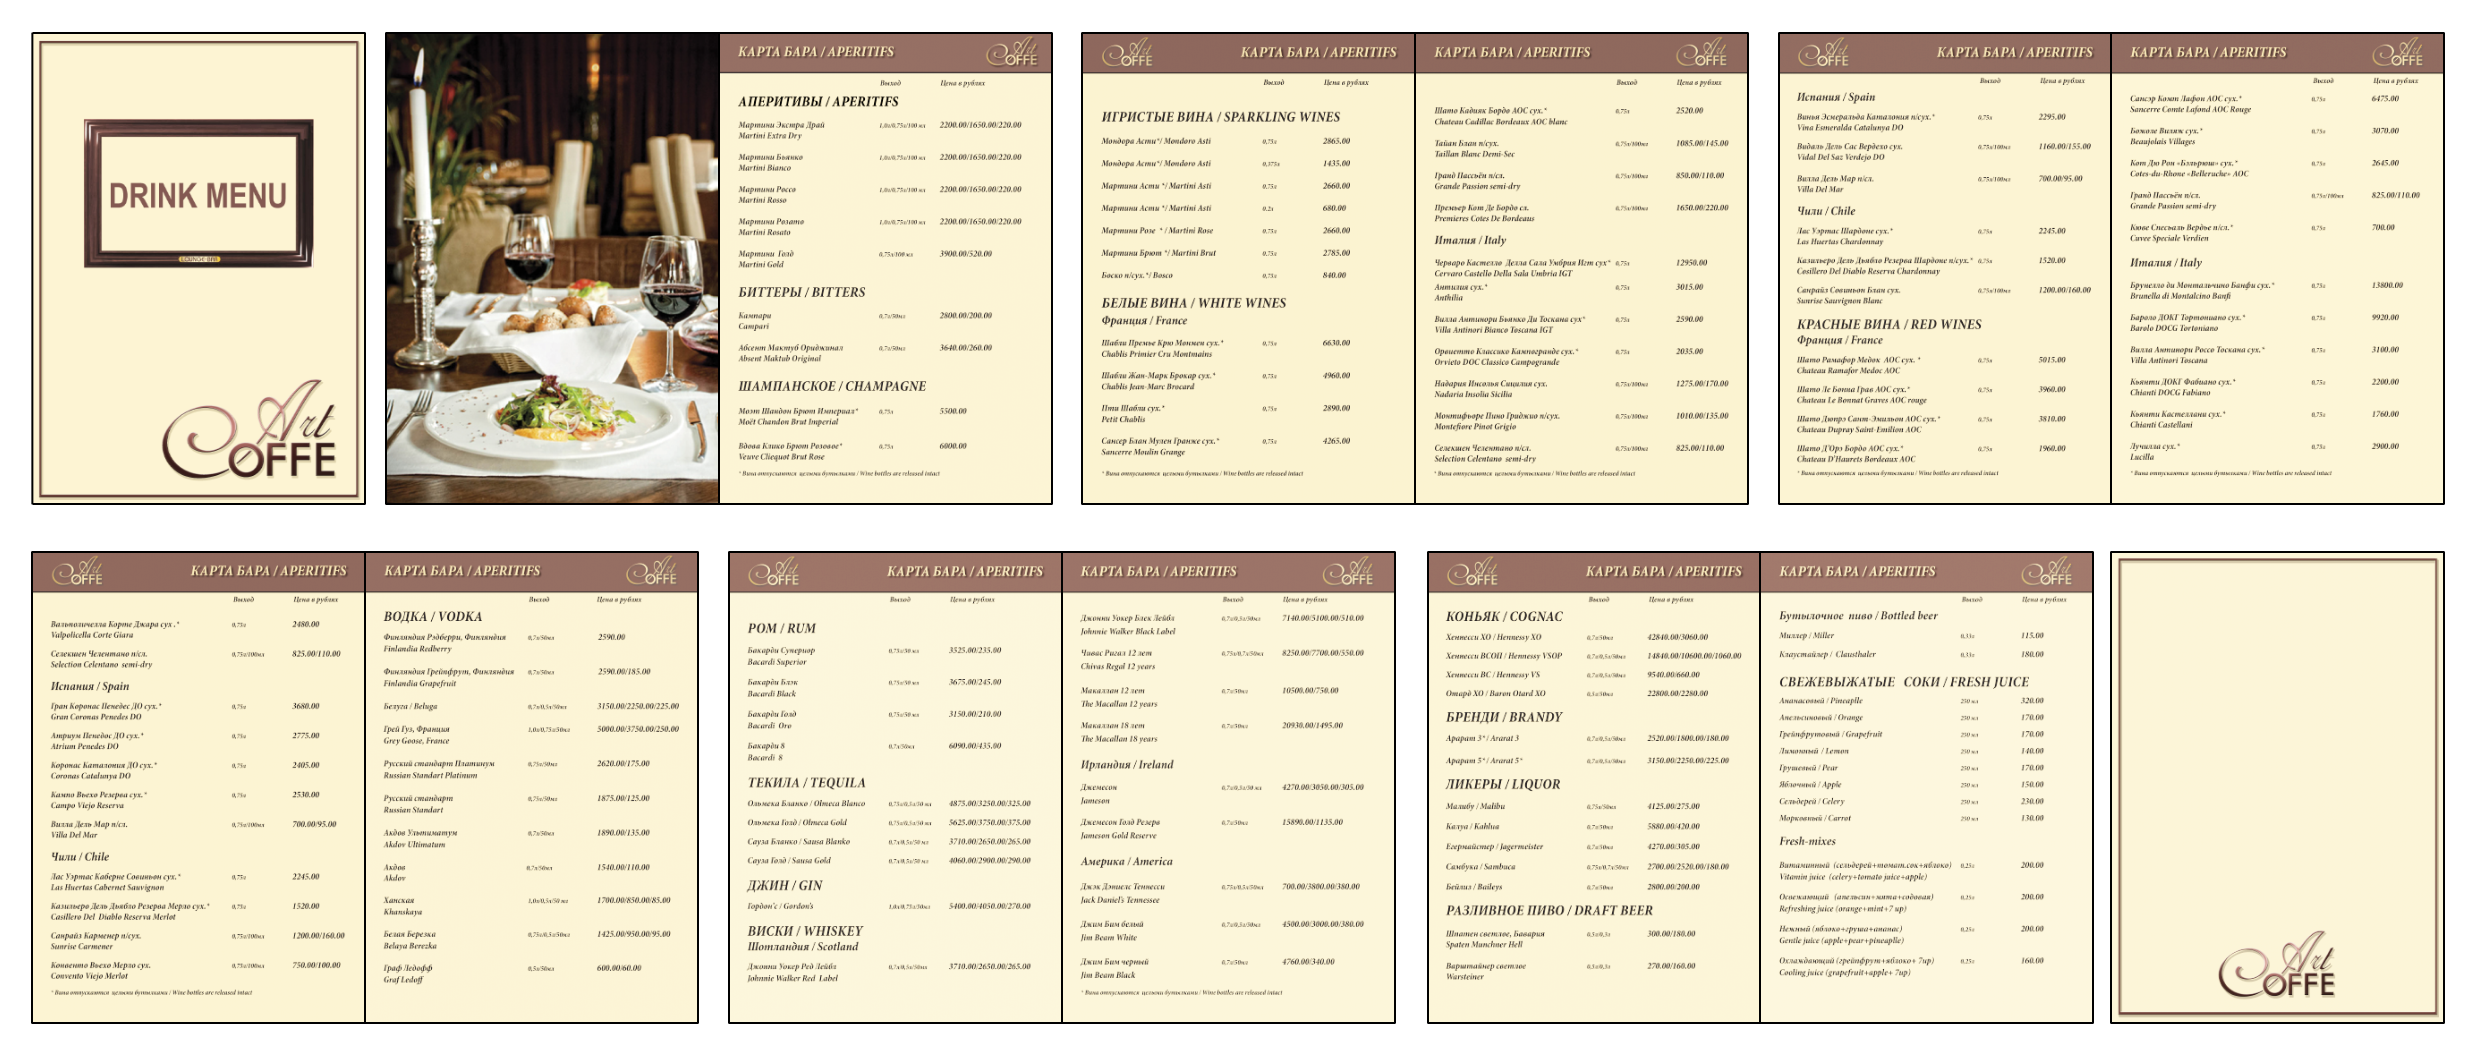 DRINK MENU
LOUNGE BAR
Art
COFFE
КАРТА БАРА / APERITIFS
Art
COFFE
Выход Цена в рублях
АПЕРИТИВЫ / APERITIFS
Мартини Экстра Драй 1,0л/0,75л/100 мл 2200.00/1650.00/220.00
Martini Extra Dry
Мартини Бьянко 1,0л/0,75л/100 мл 2200.00/1650.00/220.00
Martini Bianco
Мартини Россо 1,0л/0,75л/100 мл 2200.00/1650.00/220.00
Martini Rosso
Мартини Розато 1,0л/0,75л/100 мл 2200.00/1650.00/220.00
Martini Rosato
Мартини Голд 0,75л/100 мл 3900.00/520.00
Martini Gold
БИТТЕРЫ / BITTERS
Кампари 0,7л/50мл 2800.00/200.00
Campari
Абсент Мактуб Ориджинал 0,7л/50мл 3640.00/260.00
Absent Maktub Original
ШАМПАНСКОЕ / CHAMPAGNE
Моэт Шандон Брют Империал* 0,75л 5500.00
Moët Chandon Brut Imperial
Вдова Клико Брют Розовое* 0,75л 6000.00
Veuve Clicquot Brut Rose
* Вина отпускаются целыми бутылками / Wine bottles are released intact
Art
COFFE
КАРТА БАРА / APERITIFS
Выход Цена в рублях
ИГРИСТЫЕ ВИНА / SPARKLING WINES
Мондора Асти*/ Mondoro Asti 0,75л 2865.00
Мондора Асти*/ Mondoro Asti 0,375л 1435.00
Мартини Асти */ Martini Asti 0,75л 2660.00
Мартини Асти */ Martini Asti 0,2л 680.00
Мартини Розе */ Martini Rose 0,75л 2660.00
Мартини Брют */ Martini Brut 0,75л 2785.00
Боско п/сух.*/ Bosco 0,75л 840.00
БЕЛЫЕ ВИНА / WHITE WINES
Франция / France
Шабли Премье Крю Монмен сух.* 0,75л 6630.00
Chablis Primier Cru Montmains
Шабли Жан-Марк Брокар сух.* 0,75л 4960.00
Chablis Jean-Marc Brocard
Пти Шабли сух.* 0,75л 2890.00
Petit Chablis
Сансер Блан Мулен Гранже сух.* 0,75л 4265.00
Sancerre Moulin Grange
* Вина отпускаются целыми бутылками / Wine bottles are released intact
КАРТА БАРА / APERITIFS
Art
COFFE
Выход Цена в рублях
Шато Кадияк Бордо АОС сух.* 0,75л 2520.00
Chateau Cadillac Bordeaux AOC blanc
Тайан Блан п/сух. 0,75л/100мл 1085.00/145.00
Taillan Blanc Demi-Sec
Гранд Пассьён п/сл. 0,75л/100мл 850.00/110.00
Grande Passion semi-dry
Премьер Кот Де Бордо сл. 0,75л/100мл 1650.00/220.00
Premieres Cotes De Bordeaus
Италия / Italy
Черваро Кастелло Делла Сала Умбрия Игт сух* 0,75л 12950.00
Cervaro Castello Della Sala Umbria IGT
Антилия сух.* 0,75л 3015.00
Anthilia
Вилла Антинори Бьянко Ди Тоскана сух* 0,75л 2590.00
Villa Antinori Bianco Toscana IGT
Орвиетто Классико Кампогранде сух.* 0,75л 2035.00
Orvieto DOC Classico Campogrande
Надария Инсолья Сицилия сух. 0,75л/100мл 1275.00/170.00
Nadaria Insolia Sicilia
Монтифьоре Пино Гриджио п/сух. 0,75л/100мл 1010.00/135.00
Montefiore Pinot Grigio
Селекшен Челентано п/сл. 0,75л/100мл 825.00/110.00
Selection Celentano semi-dry
* Вина отпускаются целыми бутылками / Wine bottles are released intact
Art
COFFE
КАРТА БАРА / APERITIFS
Выход Цена в рублях
Испания / Spain
Винья Эсмеральда Каталония п/сух.* 0,75л 2295.00
Vina Esmeralda Catalunya DO
Видаль Дель Сас Вердехо сух. 0,75л/100мл 1160.00/155.00
Vidal Del Saz Verdejo DO
Вилла Дель Мар п/сл. 0,75л/100мл 700.00/95.00
Villa Del Mar
Чили / Chile
Лас Уэртас Шардоне сух.* 0,75л 2245.00
Las Huertas Chardonnay
Казильеро Дель Дьябло Резерва Шардоне п/сух.* 0,75л 1520.00
Cosillero Del Diablo Reserva Chardonnay
Санрайз Совиньон Блан сух. 0,75л/100мл 1200.00/160.00
Sunrise Sauvignon Blanc
КРАСНЫЕ ВИНА / RED WINES
Франция / France
Шато Рамафор Медок АОС сух. * 0,75л 5015.00
Chateau Ramafor Medoc AOC
Шато Ле Бонна Грав АОС сух.* 0,75л 3960.00
Chateau Le Bonnat Graves AOC rouge
Шато Дюпрэ Сант-Эмильон АОС сух.* 0,75л 3810.00
Chateau Dupray Saint-Emilion AOC
Шато Д'Орэ Бордо АОС сух.* 0,75л 1960.00
Chateau D'Haurets Bordeaux AOC
* Вина отпускаются целыми бутылками / Wine bottles are released intact
КАРТА БАРА / APERITIFS
Art
COFFE
Выход Цена в рублях
Сансэр Комт Лафон АОС сух.* 0,75л 6475.00
Sancerre Comte Lafond AOC Rouge
Божоле Виляж сух.* 0,75л 3070.00
Beaujolais Villages
Кот Дю Рон «Бэльрюш» сух.* 0,75л 2645.00
Cotes-du-Rhone «Belleruche» AOC
Гранд Пассьён п/сл. 0,75л/100мл 825.00/110.00
Grande Passion semi-dry
Кюве Спесьаль Вердье п/сл.* 0,75л 700.00
Cuvee Speciale Verdien
Италия / Italy
Брунелло ди Монтальчино Банфи сух.* 0,75л 13800.00
Brunella di Montalcino Banfi
Бароло ДОКГ Тортониано сух.* 0,75л 9920.00
Barolo DOCG Tortoniano
Вилла Антинори Россо Тоскана сух.* 0,75л 3100.00
Villa Antinori Toscana
Кьянти ДОКГ Фабиано сух.* 0,75л 2200.00
Chianti DOCG Fabiano
Кьянти Кастеллани сух.* 0,75л 1760.00
Chianti Castellani
Лучилла сух.* 0,75л 2900.00
Lucilla
* Вина отпускаются целыми бутылками / Wine bottles are released intact
Art
COFFE
КАРТА БАРА / APERITIFS
Выход Цена в рублях
Вальполичелла Корте Джара сух .* 0,75л 2480.00
Valpolicella Corte Giara
Селекшен Челентано п/сл. 0,75л/100мл 825.00/110.00
Selection Celentano semi-dry
Испания / Spain
Гран Коронас Пенедес ДО сух.* 0,75л 3680.00
Gran Coronas Penedes DO
Атриум Пенедос ДО сух.* 0,75л 2775.00
Atrium Penedes DO
Коронас Каталония ДО сух.* 0,75л 2405.00
Coronas Catalunya DO
Кампо Вьехо Резерва сух.* 0,75л 2530.00
Campo Viejo Reserva
Вилла Дель Мар п/сл. 0,75л/100мл 700.00/95.00
Villa Del Mar
Чили / Chile
Лас Уэртас Каберне Совиньон сух.* 0,75л 2245.00
Las Huertas Cabernet Sauvignon
Казильеро Дель Дьябло Резерва Мерло сух.* 0,75л 1520.00
Casillero Del Diablo Reserva Merlot
Санрайз Карменер п/сух. 0,75л/100мл 1200.00/160.00
Sunrise Carmener
Конвенто Вьехо Мерло сух. 0,75л/100мл 750.00/100.00
Convento Viejo Merlot
* Вина отпускаются целыми бутылками / Wine bottles are released intact
КАРТА БАРА / APERITIFS
Art
COFFE
Выход Цена в рублях
ВОДКА / VODKA
Финляндия Рэдберри, Финляндия 0,7л/50мл 2590.00
Finlandia Redberry
Финляндия Грейпфрут, Финляндия 0,7л/50мл 2590.00/185.00
Finlandia Grapefruit
Белуга / Beluga 0,7л/0,5л/50мл 3150.00/2250.00/225.00
Грей Гуз, Франция 1,0л/0,75л/50мл 5000.00/3750.00/250.00
Grey Goose, France
Русский стандарт Платинум 0,75л/50мл 2620.00/175.00
Russian Standart Platinum
Русский стандарт 0,75л/50мл 1875.00/125.00
Russian Standart
Акдов Ультиматум 0,7л/50мл 1890.00/135.00
Akdov Ultimatum
Акдов 0,7л/50мл 1540.00/110.00
Akdov
Ханская 1,0л/0,5л/50 мл 1700.00/850.00/85.00
Khanskaya
Белая Березка 0,75л/0,5л/50мл 1425.00/950.00/95.00
Belaya Berezka
Граф Ледофф 0,5л/50мл 600.00/60.00
Graf Ledoff
Art
COFFE
КАРТА БАРА / APERITIFS
Выход Цена в рублях
РОМ / RUM
Бакарди Супериор 0,75л/50 мл 3525.00/235.00
Bacardi Superior
Бакарди Блэк 0,75л/50 мл 3675.00/245.00
Bacardi Black
Бакарди Голд 0,75л/50 мл 3150.00/210.00
Bacardi Oro
Бакарди 8 0,7л/50мл 6090.00/435.00
Bacardi 8
ТЕКИЛА / TEQUILA
Ольмека Бланко / Olmeca Blanco 0,75л/0,5л/50 мл 4875.00/3250.00/325.00
Ольмека Голд / Olmeca Gold 0,75л/0,5л/50 мл 5625.00/3750.00/375.00
Сауза Бланко / Sausa Blanko 0,7л/0,5л/50 мл 3710.00/2650.00/265.00
Сауза Голд / Sausa Gold 0,7л/0,5л/50 мл 4060.00/2900.00/290.00
ДЖИН / GIN
Гордон'с / Gordon's 1,0л/0,75л/50мл 5400.00/4050.00/270.00
ВИСКИ / WHISKEY
Шотландия / Scotland
Джонни Уокер Ред Лейбл 0,7л/0,5л/50мл 3710.00/2650.00/265.00
Johnnie Walker Red Label
КАРТА БАРА / APERITIFS
Art
COFFE
Выход Цена в рублях
Джонни Уокер Блек Лейбл 0,7л/0,5л/50мл 7140.00/5100.00/510.00
Johnnie Walker Black Label
Чивас Ригал 12 лет 0,75л/0,7л/50мл 8250.00/7700.00/550.00
Chivas Regal 12 years
Макаллан 12 лет 0,7л/50мл 10500.00/750.00
The Macallan 12 years
Макаллан 18 лет 0,7л/50мл 20930.00/1495.00
The Macallan 18 years
Ирландия / Ireland
Джемесон 0,7л/0,5л/50 мл 4270.00/3050.00/305.00
Jameson
Джемесон Голд Резерв 0,7л/50мл 15890.00/1135.00
Jameson Gold Reserve
Америка / America
Джэк Дэниелс Теннесси 0,75л/0,5л/50мл 700.00/3800.00/380.00
Jack Daniel's Tennessee
Джим Бим белый 0,7л/0,5л/50мл 4500.00/3000.00/380.00
Jim Beam White
Джим Бим черный 0,7л/50мл 4760.00/340.00
Jim Beam Black
* Вина отпускаются целыми бутылками / Wine bottles are released intact
Art
COFFE
КАРТА БАРА / APERITIFS
Выход Цена в рублях
КОНЬЯК / COGNAC
Хеннесси ХО / Hennessy XO 0,7л/50мл 42840.00/3060.00
Хеннесси ВСОП / Hennessy VSOP 0,7л/0,5л/50мл 14840.00/10600.00/1060.00
Хеннесси ВС / Hennessy VS 0,7л/50мл 9540.00/660.00
Отард ХО / Baron Otard XO 0,5л/50мл 22800.00/2280.00
БРЕНДИ / BRANDY
Арарат 3* / Ararat 3 0,7л/0,5л/50мл 2520.00/1800.00/180.00
Арарат 5* / Ararat 5* 0,7л/0,5л/50мл 3150.00/2250.00/225.00
ЛИКЕРЫ / LIQUOR
Малибу / Malibu 0,75л/50мл 4125.00/275.00
Калуа / Kahlua 0,7л/50мл 5880.00/420.00
Егермайстер / Jagermeister 0,7л/50мл 4270.00/305.00
Самбука / Sambuca 0,75л/0,7л/50мл 2700.00/2520.00/180.00
Бейлиз / Baileys 0,7л/50мл 2800.00/200.00
РАЗЛИВНОЕ ПИВО / DRAFT BEER
Шпатен светлое, Бавария 0,5л/0,3л 300.00/180.00
Spaten Munchner Hell
Варштайнер светлое 0,5л/0,3л 270.00/160.00
Warsteiner
КАРТА БАРА / APERITIFS
Art
COFFE
Выход Цена в рублях
Бутылочное пиво / Bottled beer
Миллер / Miller 0,33л 115.00
Клаустайлер / Clausthaler 0,33л 180.00
СВЕЖЕВЫЖАТЫЕ СОКИ / FRESH JUICE
Ананасовый / Pineaplle 250 мл 320.00
Апельсиновый / Orange 250 мл 170.00
Грейпфрутовый / Grapefruit 250 мл 170.00
Лимонный / Lemon 250 мл 140.00
Грушевый / Pear 250 мл 170.00
Яблочный / Apple 250 мл 150.00
Сельдерей / Celery 250 мл 230.00
Морковный / Carrot 250 мл 130.00
Fresh-mixes
Витаминный (сельдерей+томат.сок+яблоко) 0,25л 200.00
Vitamin juice (celery+tomato juice+apple)
Освежающий (апельсин+мята+содовая) 0,25л 200.00
Refreshing juice (orange+mint+7 up)
Нежный (яблоко+груша+ананас) 0,25л 200.00
Gentle juice (apple+pear+pineaplle)
Охлаждающий (грейпфрут+яблоко+ 7up) 0,25л 160.00
Cooling juice (grapefruit+apple+ 7up)
Art
COFFE